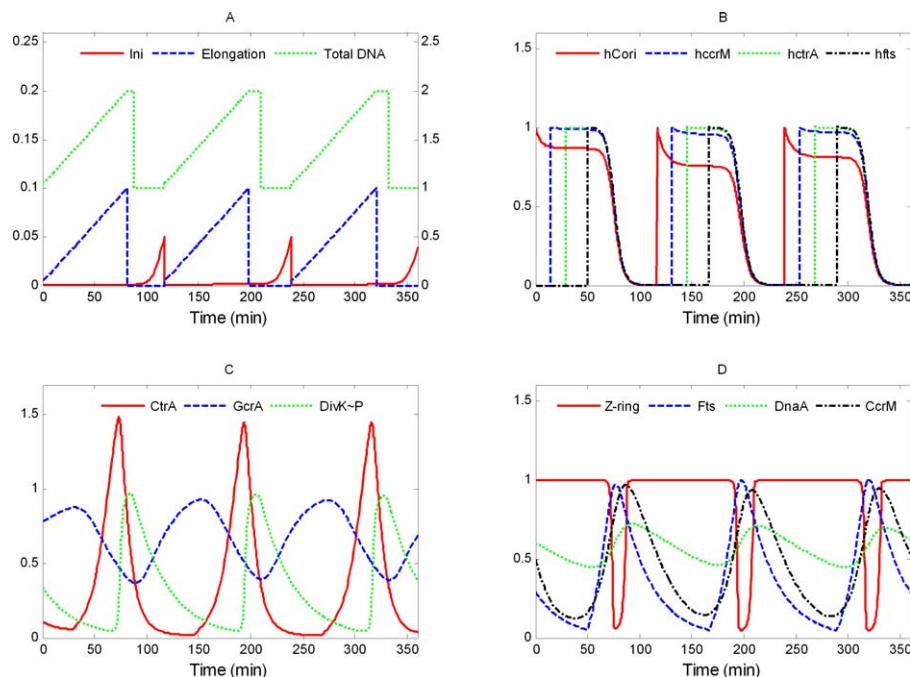 A
0.25
0.2
0.15
0.1
0.05
0
2.5
2
1.5
1
0.5
0
Ini Elongation Total DNA
0 50 100 150 200 250 300 350
Time (min)
B
1.5
1
0.5
0
hCori hccrM hctrA hfts
0 50 100 150 200 250 300 350
Time (min)
C
1.5
1
0.5
0
CtrA GcrA DivK~P
0 50 100 150 200 250 300 350
Time (min)
D
1.5
1
0.5
0
Z-ring Fts DnaA CcrM
0 50 100 150 200 250 300 350
Time (min)